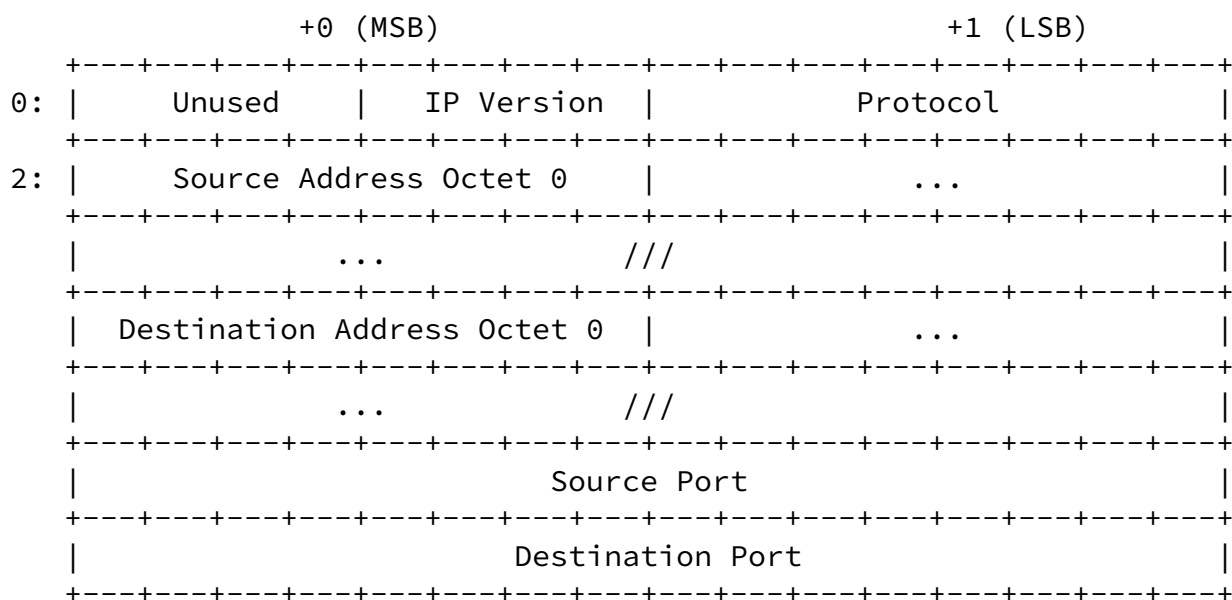 +0 (MSB)                            +1 (LSB)
   +---+---+---+---+---+---+---+---+---+---+---+---+---+---+---+---+
0: |     Unused    |   IP Version  |           Protocol            |
   +---+---+---+---+---+---+---+---+---+---+---+---+---+---+---+---+
2: |     Source Address Octet 0    |              ...              |
   +---+---+---+---+---+---+---+---+---+---+---+---+---+---+---+---+
   |              ...             ///                              |
   +---+---+---+---+---+---+---+---+---+---+---+---+---+---+---+---+
   |  Destination Address Octet 0  |              ...              |
   +---+---+---+---+---+---+---+---+---+---+---+---+---+---+---+---+
   |              ...             ///                              |
   +---+---+---+---+---+---+---+---+---+---+---+---+---+---+---+---+
   |                          Source Port                          |
   +---+---+---+---+---+---+---+---+---+---+---+---+---+---+---+---+
   |                        Destination Port                       |
   +---+---+---+---+---+---+---+---+---+---+---+---+---+---+---+---+